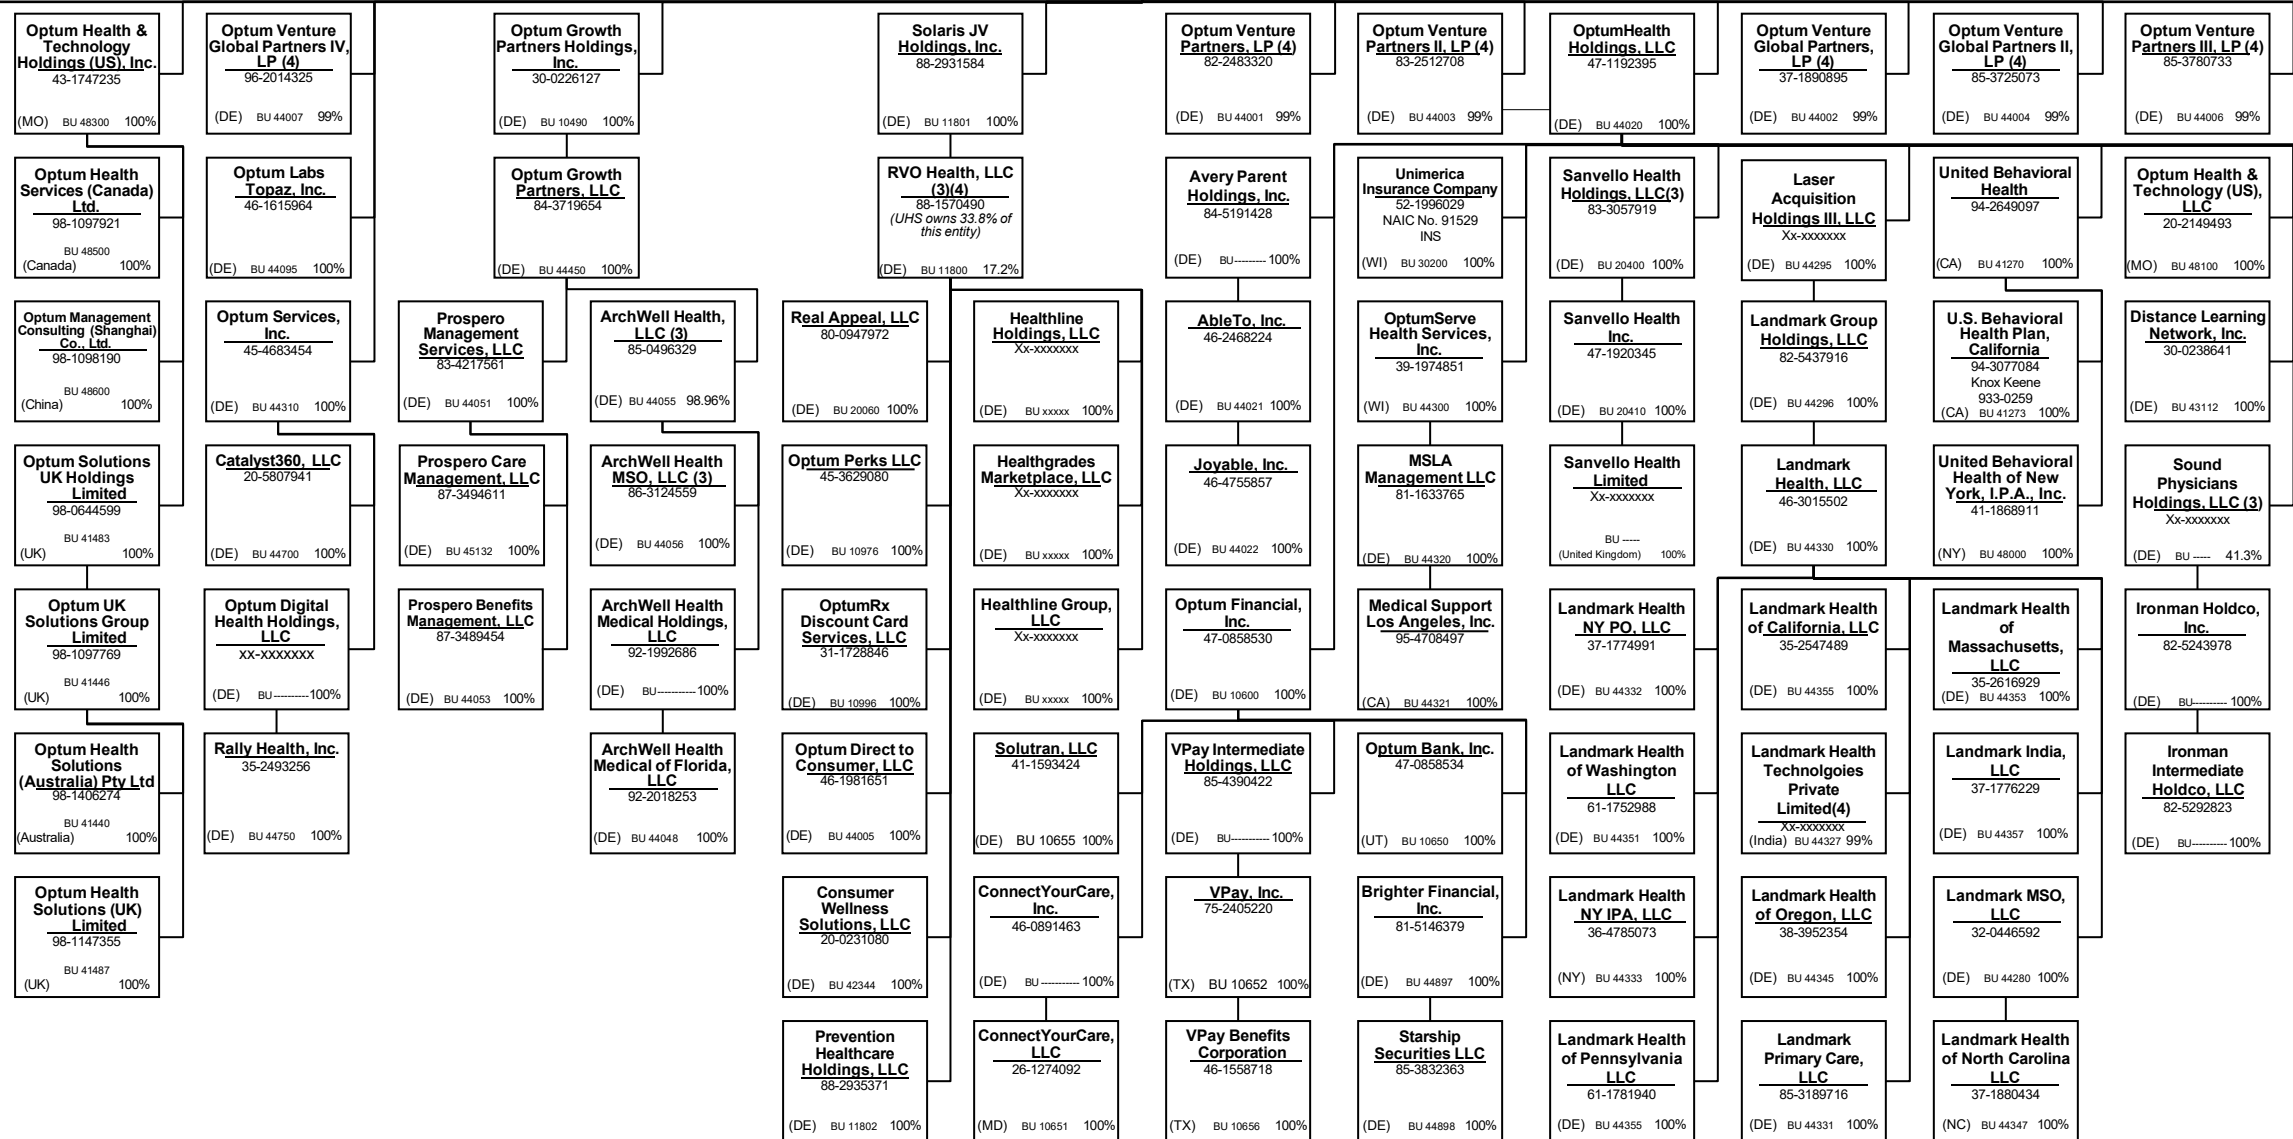 Optum Health &
Technology
Holdings (US), Inc.
43-1747235
(MO) BU 48300 100%
Optum Venture
Global Partners IV,
LP (4)
96-2014325
(DE) BU 44007 99%
Optum Growth
Partners Holdings,
Inc.
30-0226127
(DE) BU 10490 100%
Solaris JV
Holdings, Inc.
88-2931584
(DE) BU 11801 100%
Optum Venture
Partners, LP (4)
82-2483320
(DE) BU 44001 99%
Optum Venture
Partners II, LP (4)
83-2512708
(DE) BU 44003 99%
OptumHealth
Holdings, LLC
47-1192395
(DE) BU 44020 100%
Optum Venture
Global Partners,
LP (4)
37-1890895
(DE) BU 44002 99%
Optum Venture
Global Partners II,
LP (4)
85-3725073
(DE) BU 44004 99%
Optum Venture
Partners III, LP (4)
85-3780733
(DE) BU 44006 99%
Optum Health
Services (Canada)
Ltd.
98-1097921
BU 48500
(Canada) 100%
Optum Labs
Topaz, Inc.
46-1615964
(DE) BU 44095 100%
Optum Growth
Partners, LLC
84-3719654
(DE) BU 44450 100%
RVO Health, LLC
(3)(4)
88-1570490
(UHS owns 33.8% of
this entity)
(DE) BU 11800 17.2%
Avery Parent
Holdings, Inc.
84-5191428
(DE) BU--------- 100%
Unimerica
Insurance Company
52-1996029
NAIC No. 91529
INS
(WI) BU 30200 100%
Sanvello Health
Holdings, LLC(3)
83-3057919
(DE) BU 20400 100%
Laser
Acquisition
Holdings III, LLC
Xx-xxxxxxx
(DE) BU 44295 100%
United Behavioral
Health
94-2649097
(CA) BU 41270 100%
Optum Health &
Technology (US),
LLC
20-2149493
(MO) BU 48100 100%
Optum Management
Consulting (Shanghai)
Co., Ltd.
98-1098190
BU 48600
(China) 100%
Optum Services,
Inc.
45-4683454
(DE) BU 44310 100%
Prospero
Management
Services, LLC
83-4217561
(DE) BU 44051 100%
ArchWell Health,
LLC (3)
85-0496329
(DE) BU 44055 98.96%
Real Appeal, LLC
80-0947972
(DE) BU 20060 100%
Healthline
Holdings, LLC
Xx-xxxxxxx
(DE) BU xxxxx 100%
AbleTo, Inc.
46-2468224
(DE) BU 44021 100%
OptumServe
Health Services,
Inc.
39-1974851
(WI) BU 44300 100%
Sanvello Health
Inc.
47-1920345
(DE) BU 20410 100%
Landmark Group
Holdings, LLC
82-5437916
(DE) BU 44296 100%
U.S. Behavioral
Health Plan,
California
94-3077084
Knox Keene
933-0259
(CA) BU 41273 100%
Distance Learning
Network, Inc.
30-0238641
(DE) BU 43112 100%
Optum Solutions
UK Holdings
Limited
98-0644599
BU 41483
(UK) 100%
Catalyst360, LLC
20-5807941
(DE) BU 44700 100%
Prospero Care
Management, LLC
87-3494611
(DE) BU 45132 100%
ArchWell Health
MSO, LLC (3)
86-3124559
(DE) BU 44056 100%
Optum Perks LLC
45-3629080
(DE) BU 10976 100%
Healthgrades
Marketplace, LLC
Xx-xxxxxxx
(DE) BU xxxxx 100%
Joyable, Inc.
46-4755857
(DE) BU 44022 100%
MSLA
Management LLC
81-1633765
(DE) BU 44320 100%
Sanvello Health
Limited
Xx-xxxxxxx
BU -----
(United Kingdom) 100%
Landmark
Health, LLC
46-3015502
(DE) BU 44330 100%
United Behavioral
Health of New
York, I.P.A., Inc.
41-1868911
(NY) BU 48000 100%
Sound
Physicians
Holdings, LLC (3)
Xx-xxxxxxx
(DE) BU ----- 41.3%
Optum UK
Solutions Group
Limited
98-1097769
BU 41446
(UK) 100%
Optum Digital
Health Holdings,
LLC
xx-xxxxxxx
(DE) BU----------100%
Prospero Benefits
Management, LLC
87-3489454
(DE) BU 44053 100%
ArchWell Health
Medical Holdings,
LLC
92-1992686
(DE) BU-----------100%
OptumRx
Discount Card
Services, LLC
31-1728846
(DE) BU 10996 100%
Healthline Group,
LLC
Xx-xxxxxxx
(DE) BU xxxxx 100%
Optum Financial,
Inc.
47-0858530
(DE) BU 10600 100%
Medical Support
Los Angeles, Inc.
95-4708497
(CA) BU 44321 100%
Landmark Health
NY PO, LLC
37-1774991
(DE) BU 44332 100%
Landmark Health
of California, LLC
35-2547489
(DE) BU 44355 100%
Landmark Health
of
Massachusetts,
LLC
35-2616929
(DE) BU 44353 100%
Ironman Holdco,
Inc.
82-5243978
(DE) BU---------- 100%
Optum Health
Solutions
(Australia) Pty Ltd
98-1406274
BU 41440
(Australia) 100%
Rally Health, Inc.
35-2493256
(DE) BU 44750 100%
ArchWell Health
Medical of Florida,
LLC
92-2018253
(DE) BU 44048 100%
Optum Direct to
Consumer, LLC
46-1981651
(DE) BU 44005 100%
Solutran, LLC
41-1593424
(DE) BU 10655 100%
VPay Intermediate
Holdings, LLC
85-4390422
(DE) BU----------- 100%
Optum Bank, Inc.
47-0858534
(UT) BU 10650 100%
Landmark Health
of Washington
LLC
61-1752988
(DE) BU 44351 100%
Landmark Health
Technolgoies
Private
Limited(4)
Xx-xxxxxxx
(India) BU 44327 99%
Landmark India,
LLC
37-1776229
(DE) BU 44357 100%
Ironman
Intermediate
Holdco, LLC
82-5292823
(DE) BU---------- 100%
Optum Health
Solutions (UK)
Limited
98-1147355
BU 41487
(UK) 100%
Consumer
Wellness
Solutions, LLC
20-0231080
(DE) BU 42344 100%
ConnectYourCare,
Inc.
46-0891463
(DE) BU ----------- 100%
VPay, Inc.
75-2405220
(TX) BU 10652 100%
Brighter Financial,
Inc.
81-5146379
(DE) BU 44897 100%
Landmark Health
NY IPA, LLC
36-4785073
(NY) BU 44333 100%
Landmark Health
of Oregon, LLC
38-3952354
(DE) BU 44345 100%
Landmark MSO,
LLC
32-0446592
(DE) BU 44280 100%
Prevention
Healthcare
Holdings, LLC
88-2935371
(DE) BU 11802 100%
ConnectYourCare,
LLC
26-1274092
(MD) BU 10651 100%
VPay Benefits
Corporation
46-1558718
(TX) BU 10656 100%
Starship
Securities LLC
85-3832363
(DE) BU 44898 100%
Landmark Health
of Pennsylvania
LLC
61-1781940
(DE) BU 44355 100%
Landmark
Primary Care,
LLC
85-3189716
(DE) BU 44331 100%
Landmark Health
of North Carolina
LLC
37-1880434
(NC) BU 44347 100%